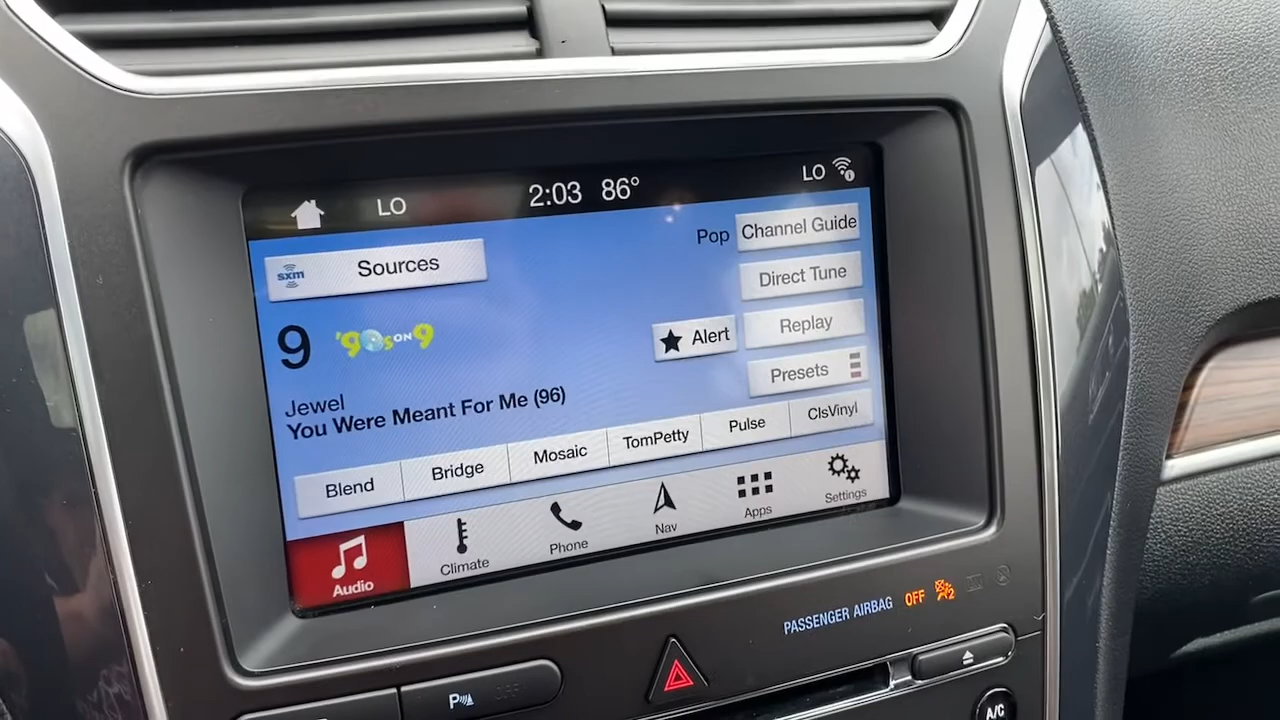 LO 2:03 86° LO
sxm Sources
Pop Channel Guide
Direct Tune
9 '90s ON 9
Alert Replay
Presets
Jewel
You Were Meant For Me (96)
Blend Bridge Mosaic TomPetty Pulse ClsVinyl
Audio Climate Phone Nav Apps Settings
PASSENGER AIRBAG OFF 2
P OFF
A/C